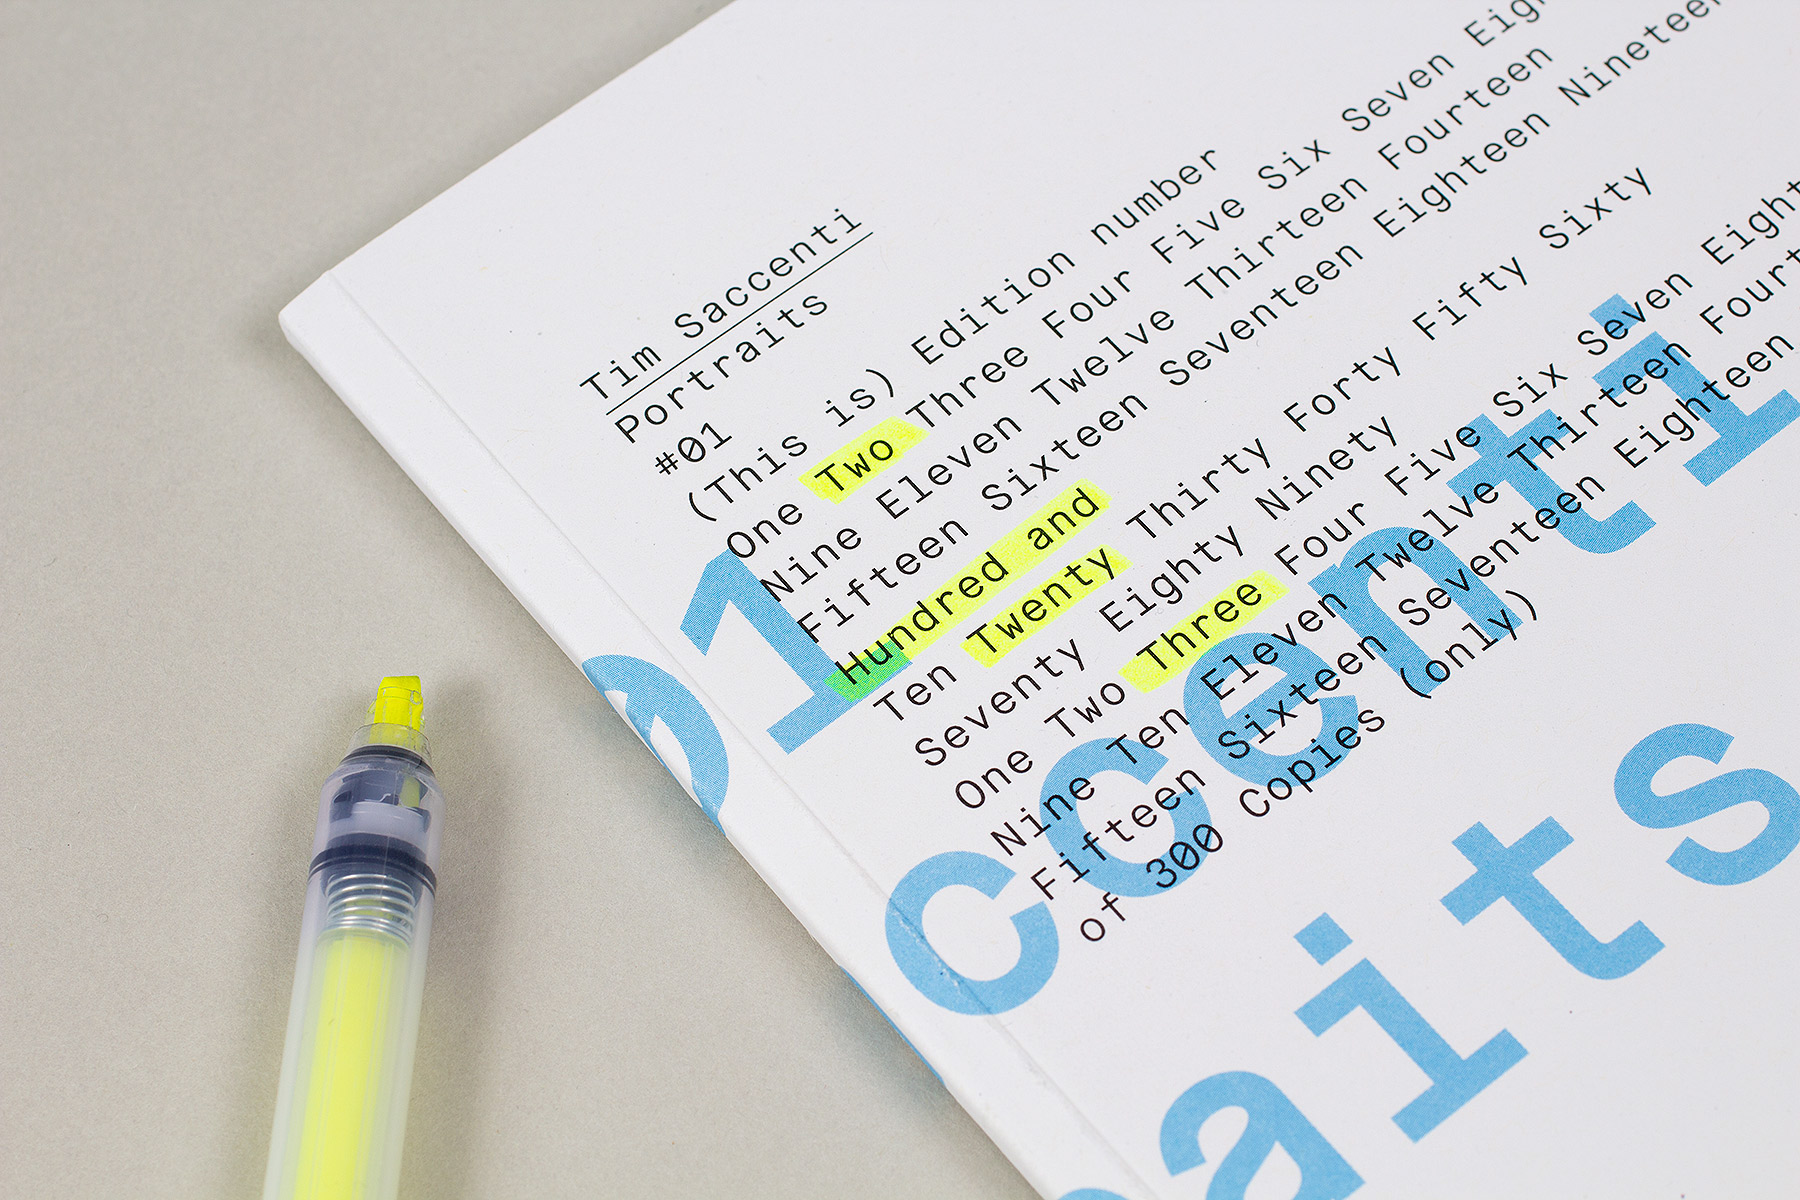 Tim Saccenti
Portraits
#01
(This is) Edition number
One Two Three Four Five Six Seven
Nine Eleven Twelve Thirteen Fourteen
Fifteen Sixteen Seventeen Eighteen Nineteen
Hundred and
Ten Twenty Thirty Forty Fifty Sixty
Seventy Eighty Ninety
One Two Three Four Five Six Seven Eight
Nine Ten Eleven Twelve Thirteen
Fifteen Sixteen Seventeen Eighteen
of 300 Copies (only)
01
ccenti
aits